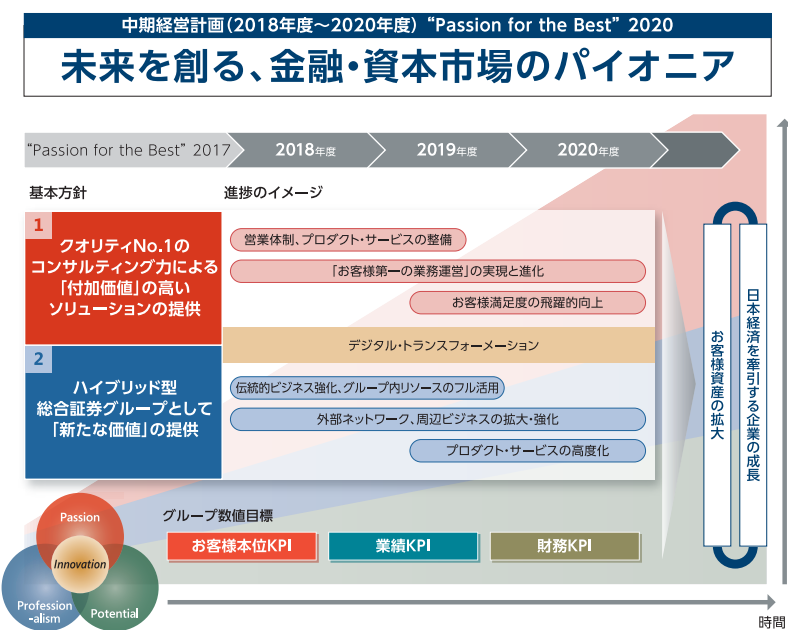 中期経営計画(2018年度～2020年度) “Passion for the Best” 2020
未来を創る、金融・資本市場のパイオニア
“Passion for the Best” 2017
2018年度
2019年度
2020年度
基本方針
進捗のイメージ
1
クオリティNo.1の
コンサルティング力による
「付加価値」の高い
ソリューションの提供
営業体制、プロダクト・サービスの整備
「お客様第一の業務運営」の実現と進化
お客様満足度の飛躍的向上
デジタル・トランスフォーメーション
2
ハイブリッド型
総合証券グループとして
「新たな価値」の提供
伝統的ビジネス強化、グループ内リソースのフル活用
外部ネットワーク、周辺ビジネスの拡大・強化
プロダクト・サービスの高度化
日本経済を牽引する企業の成長
お客様資産の拡大
グループ数値目標
お客様本位KPI
業績KPI
財務KPI
Passion
Innovation
Profession
-alism
Potential
時間